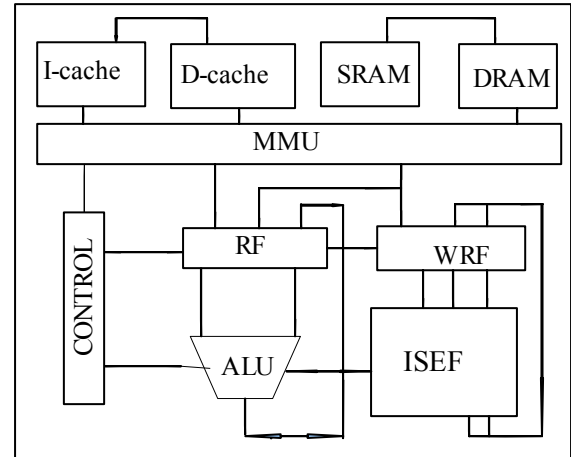 I-cache
D-cache
SRAM
DRAM
MMU
CONTROL
RF
WRF
ALU
ISEF